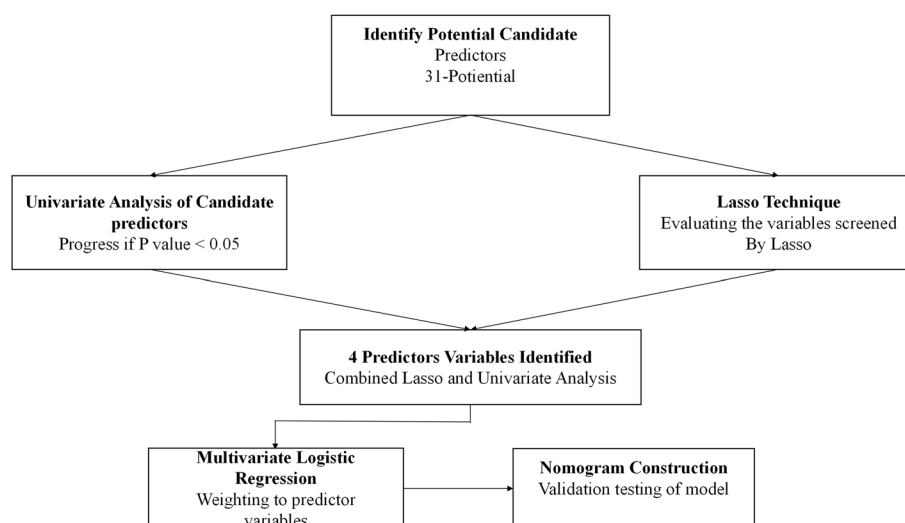 Identify Potential Candidate
Predictors
31-Potiential
Univariate Analysis of Candidate
predictors
Progress if P value < 0.05
Lasso Technique
Evaluating the variables screened
By Lasso
4 Predictors Variables Identified
Combined Lasso and Univariate Analysis
Multivariate Logistic
Regression
Weighting to predictor
variables
Nomogram Construction
Validation testing of model